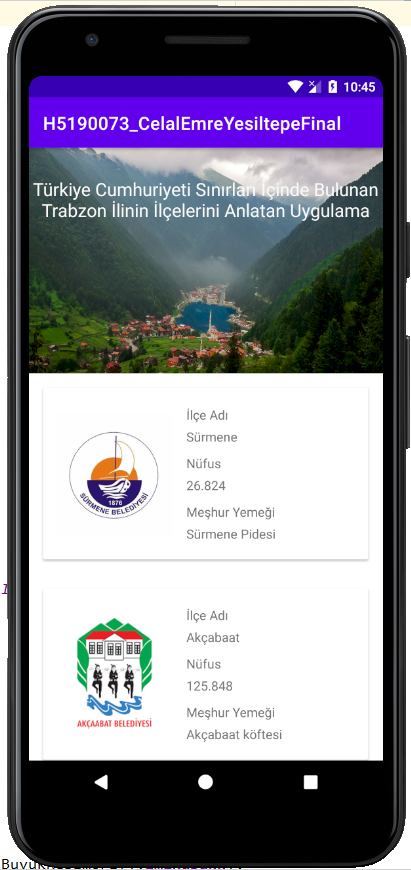 10:45
H5190073_CelalEmreYesiltepeFinal
Türkiye Cumhuriyeti Sınırları İçinde Bulunan
Trabzon İlinin İlçelerini Anlatan Uygulama
İlçe Adı
Sürmene
Nüfus
26.824
Meşhur Yemeği
Sürmene Pidesi
1876
SÜRMENE BELEDİYESİ
İlçe Adı
Akçabaat
Nüfus
125.848
Meşhur Yemeği
Akçabaat köftesi
AKÇAABAT BELEDİYESİ